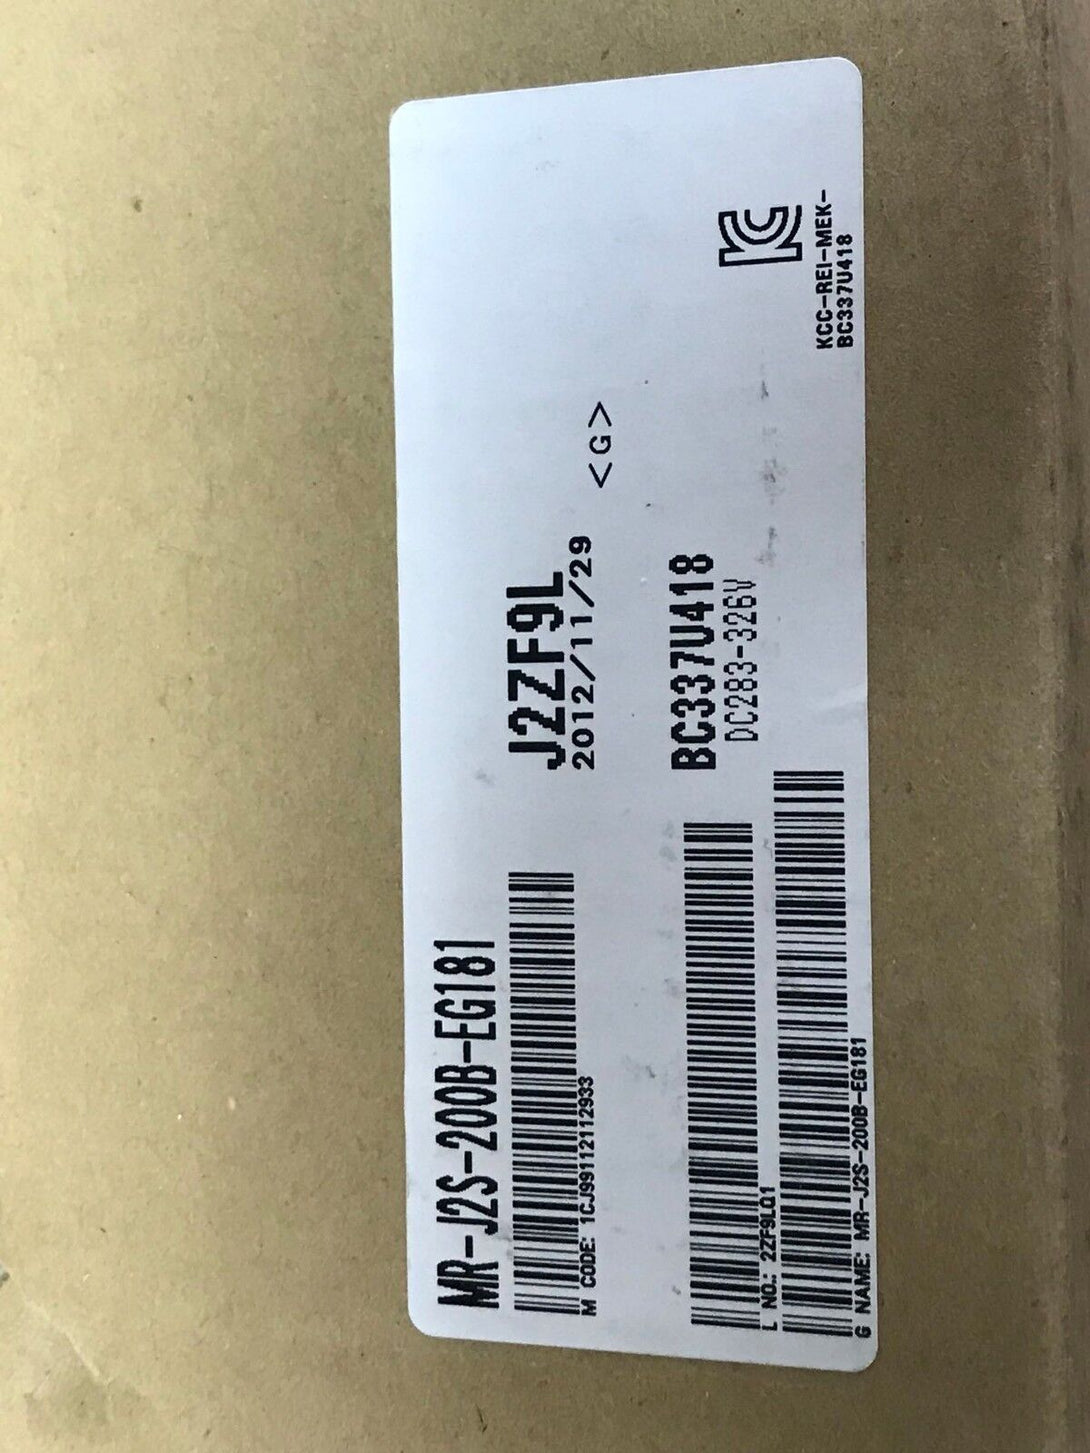 MR-J2S-200B-EG181
J2ZF9L
2012/11/29 <G>
M CODE: 1CJ99112112933
BC337U418
DC283-326V
L NO.: 2ZF9LQ1
G NAME: MR-J2S-200B-EG181
KCC-REI-MEK-
BC337U418